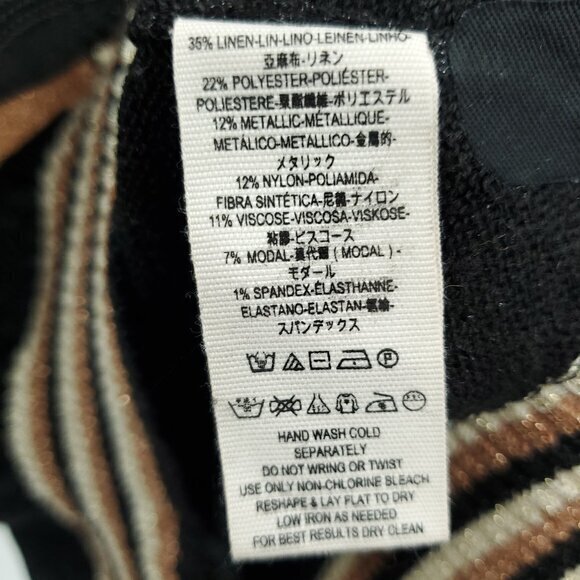 35% LINEN-LIN-LINO-LEINEN-LINHO-
亞麻布-リネン
22% POLYESTER-POLIÉSTER-
POLIESTERE-聚酯纖維-ポリエステル
12% METALLIC-MÉTALLIQUE-
METÁLICO-METALLICO-金屬的-
メタリック
12% NYLON-POLIAMIDA-
FIBRA SINTÉTICA-尼龍-ナイロン
11% VISCOSE-VISCOSA-VISKOSE-
粘膠-ビスコース
7% MODAL-莫代爾 ( MODAL ) -
モダール
1% SPANDEX-ÉLASTHANNE-
ELASTANO-ELASTAN-氨綸-
スパンデックス
HAND WASH COLD
SEPARATELY
DO NOT WRING OR TWIST
USE ONLY NON-CHLORINE BLEACH
RESHAPE & LAY FLAT TO DRY
LOW IRON AS NEEDED
FOR BEST RESULTS DRY CLEAN